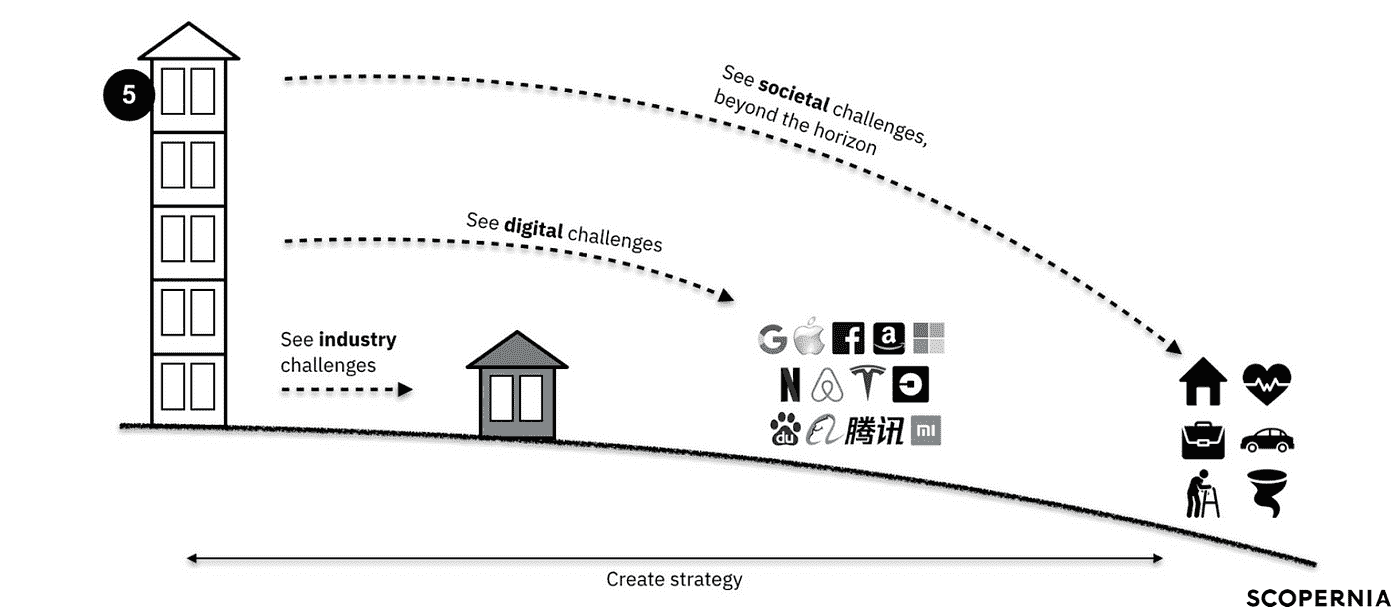 5
See societal challenges,
beyond the horizon
See digital challenges
See industry
challenges
G
f
a
N
T
du
腾讯
mi
Create strategy
SCOPERNIA